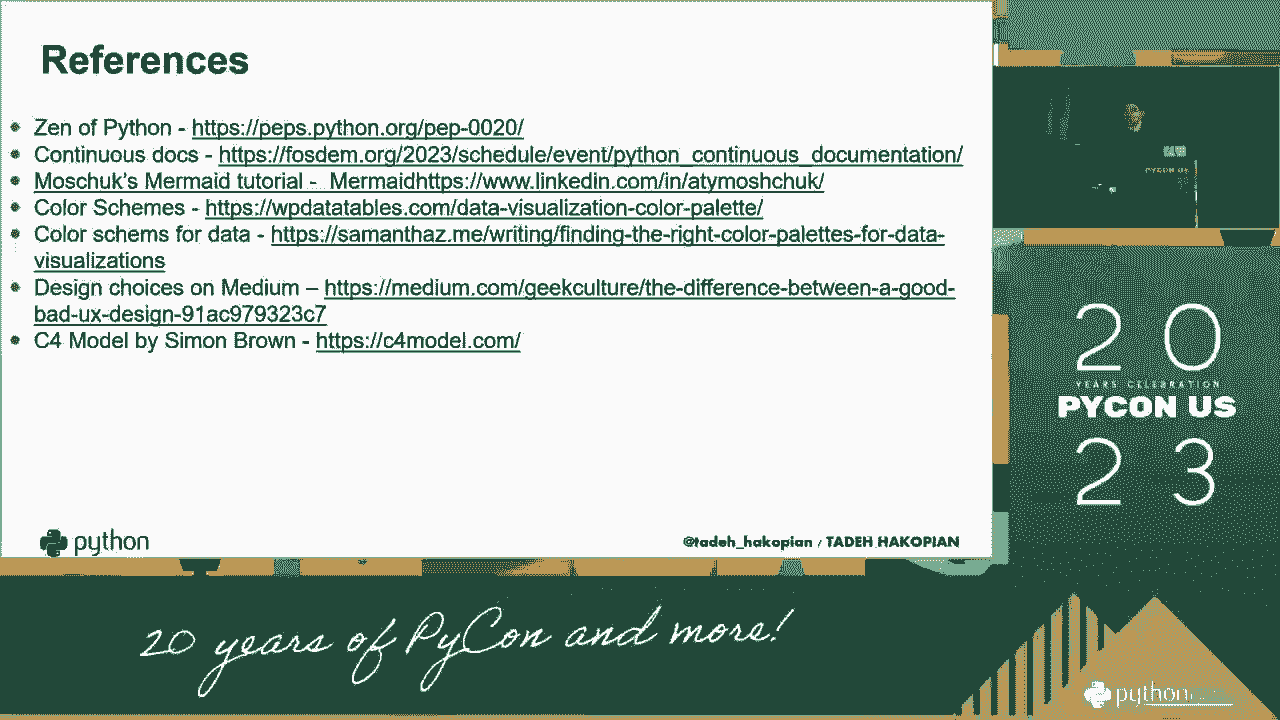 References
Zen of Python - https://peps.python.org/pep-0020/
Continuous docs - https://fosdem.org/2023/schedule/event/python_continuous_documentation/
Moschuk's Mermaid tutorial - Mermaidhttps://www.linkedin.com/in/atymoshchuk/
Color Schemes - https://wpdatatables.com/data-visualization-color-palette/
Color schems for data - https://samanthaz.me/writing/finding-the-right-color-palettes-for-data-
visualizations
Design choices on Medium – https://medium.com/geekculture/the-difference-between-a-good-
bad-ux-design-91ac979323c7
C4 Model by Simon Brown - https://c4model.com/
python
@tadeh_hakopian / TADEH HAKOPIAN
PYCON US
20
YEARS CELEBRATION
PYCON US
23
20 years of PyCon and more!
python